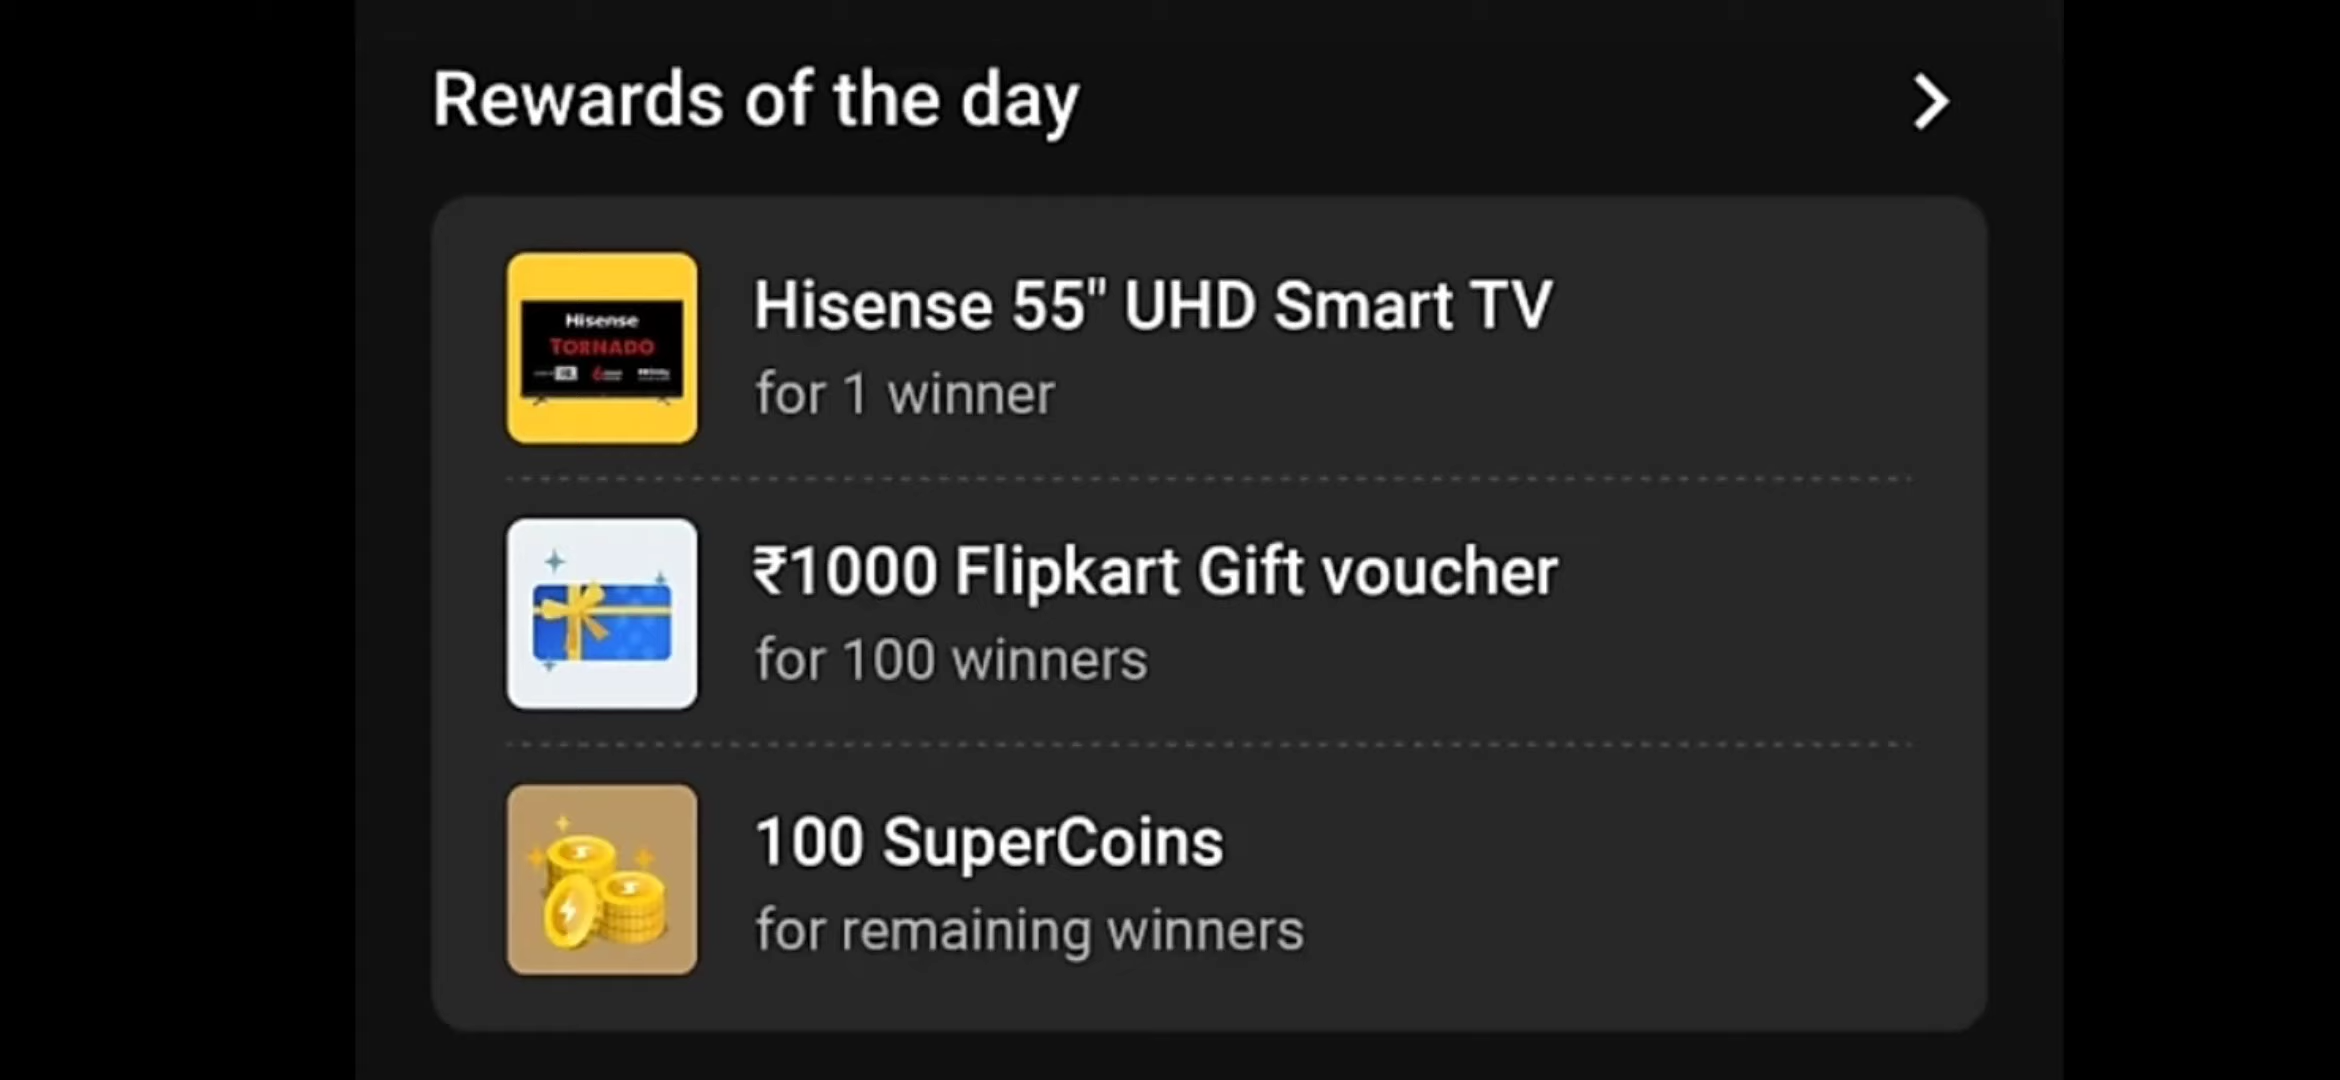 Rewards of the day
Hisense
TORNADO
Hisense 55" UHD Smart TV
for 1 winner
₹1000 Flipkart Gift voucher
for 100 winners
100 SuperCoins
for remaining winners